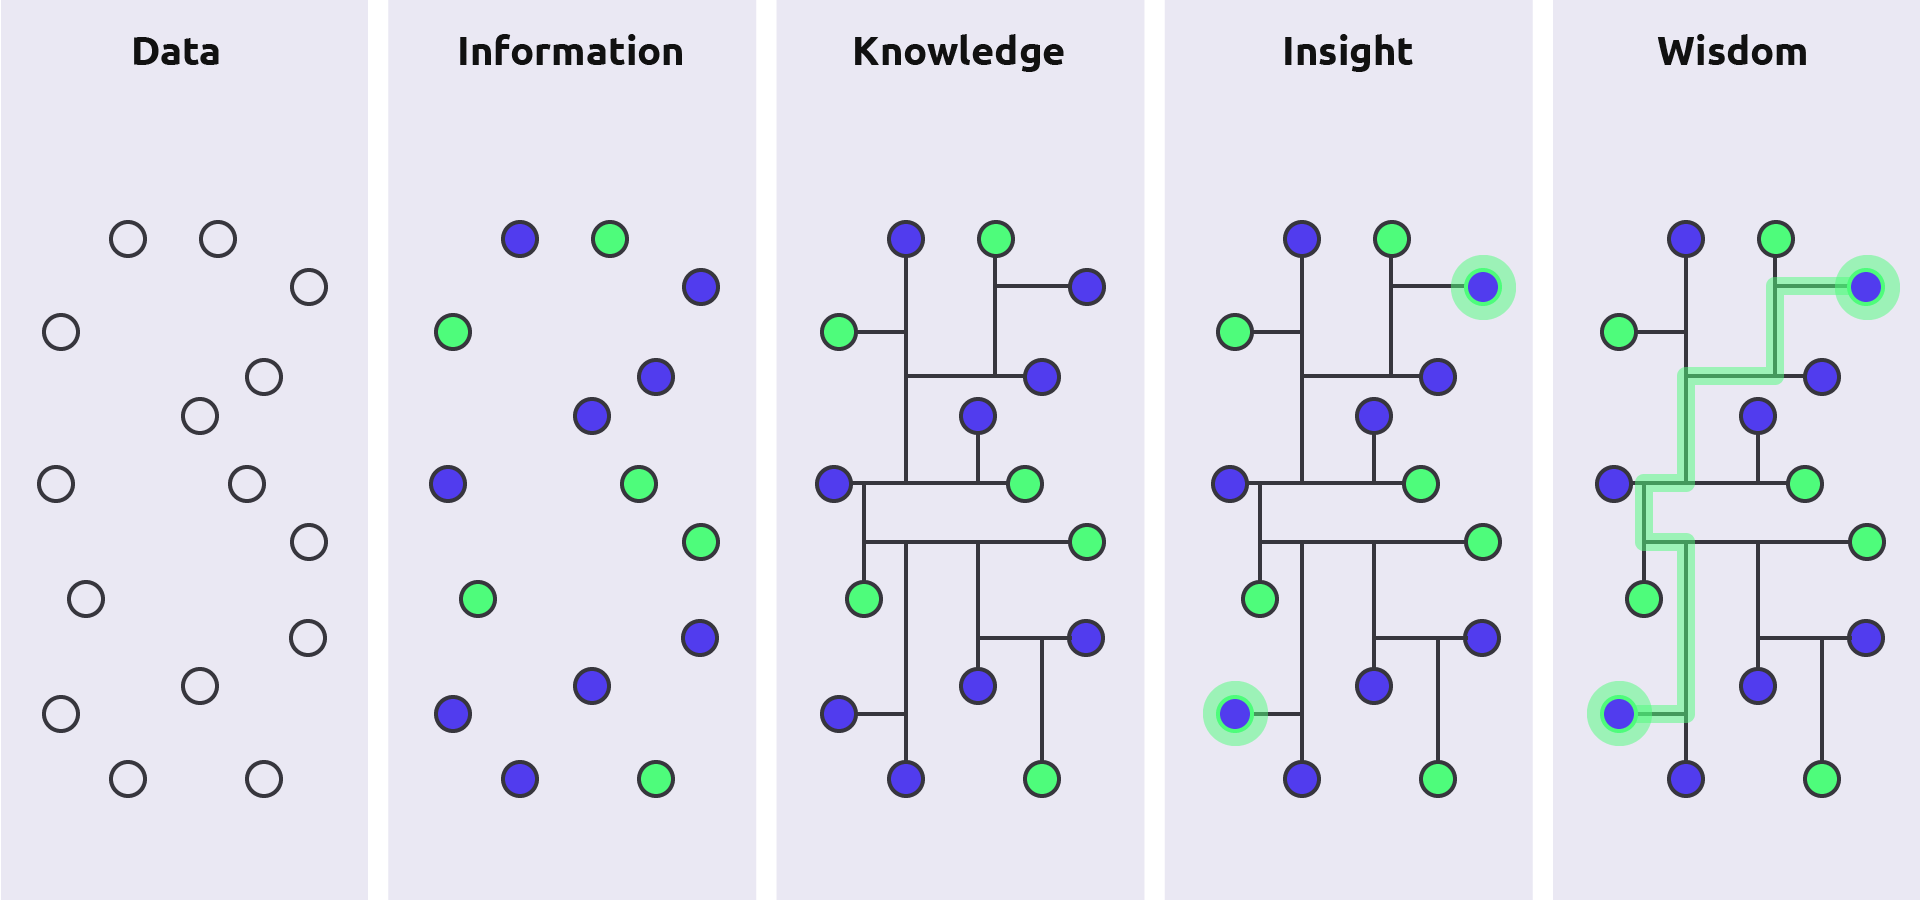 Data
Information
Knowledge
Insight
Wisdom